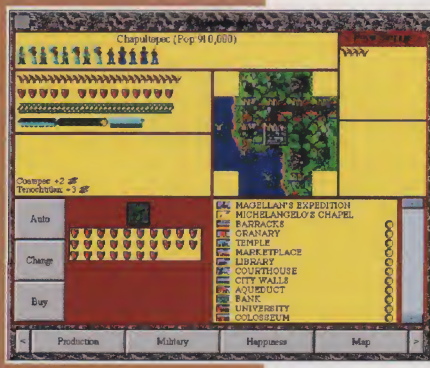 Chapultepec (Pop:910,000)
Coatepec +2
Tenochtitlan +3
Auto
Change
Buy
MAGELLAN'S EXPEDITION
MICHELANGELO'S CHAPEL
BARRACKS
GRANARY
TEMPLE
MARKETPLACE
LIBRARY
COURTHOUSE
CITY WALLS
AQUEDUCT
BANK
UNIVERSITY
COLOSSEUM
<
Production
Military
Happiness
Map
>